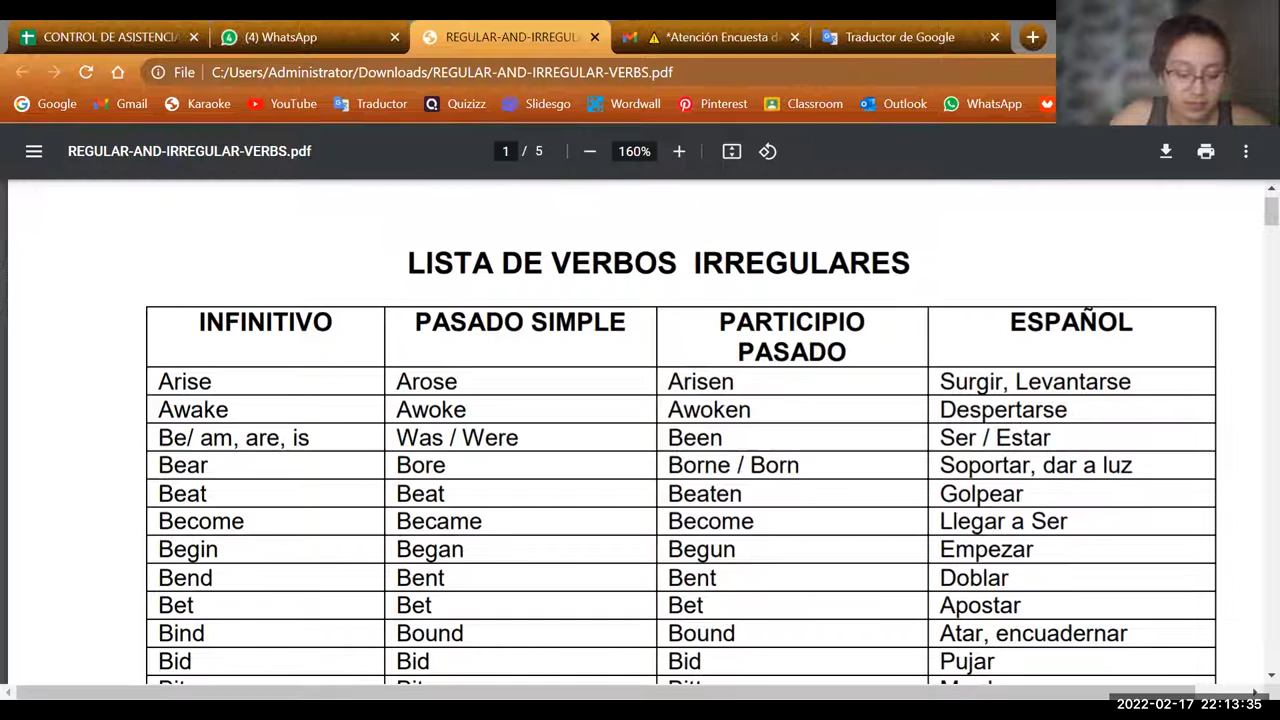 CONTROL DE ASISTENCIA
(4) WhatsApp
REGULAR-AND-IRREGUL
*Atención Encuesta d
Traductor de Google
File C:/Users/Administrator/Downloads/REGULAR-AND-IRREGULAR-VERBS.pdf
Google Gmail Karaoke YouTube Traductor Quizizz Slidesgo Wordwall Pinterest Classroom Outlook WhatsApp
REGULAR-AND-IRREGULAR-VERBS.pdf 1 / 5 160%
LISTA DE VERBOS IRREGULARES
INFINITIVO PASADO SIMPLE PARTICIPIO PASADO ESPAÑOL
Arise Arose Arisen Surgir, Levantarse
Awake Awoke Awoken Despertarse
Be/ am, are, is Was / Were Been Ser / Estar
Bear Bore Borne / Born Soportar, dar a luz
Beat Beat Beaten Golpear
Become Became Become Llegar a Ser
Begin Began Begun Empezar
Bend Bent Bent Doblar
Bet Bet Bet Apostar
Bind Bound Bound Atar, encuadernar
Bid Bid Bid Pujar
2022-02-17 22:13:35